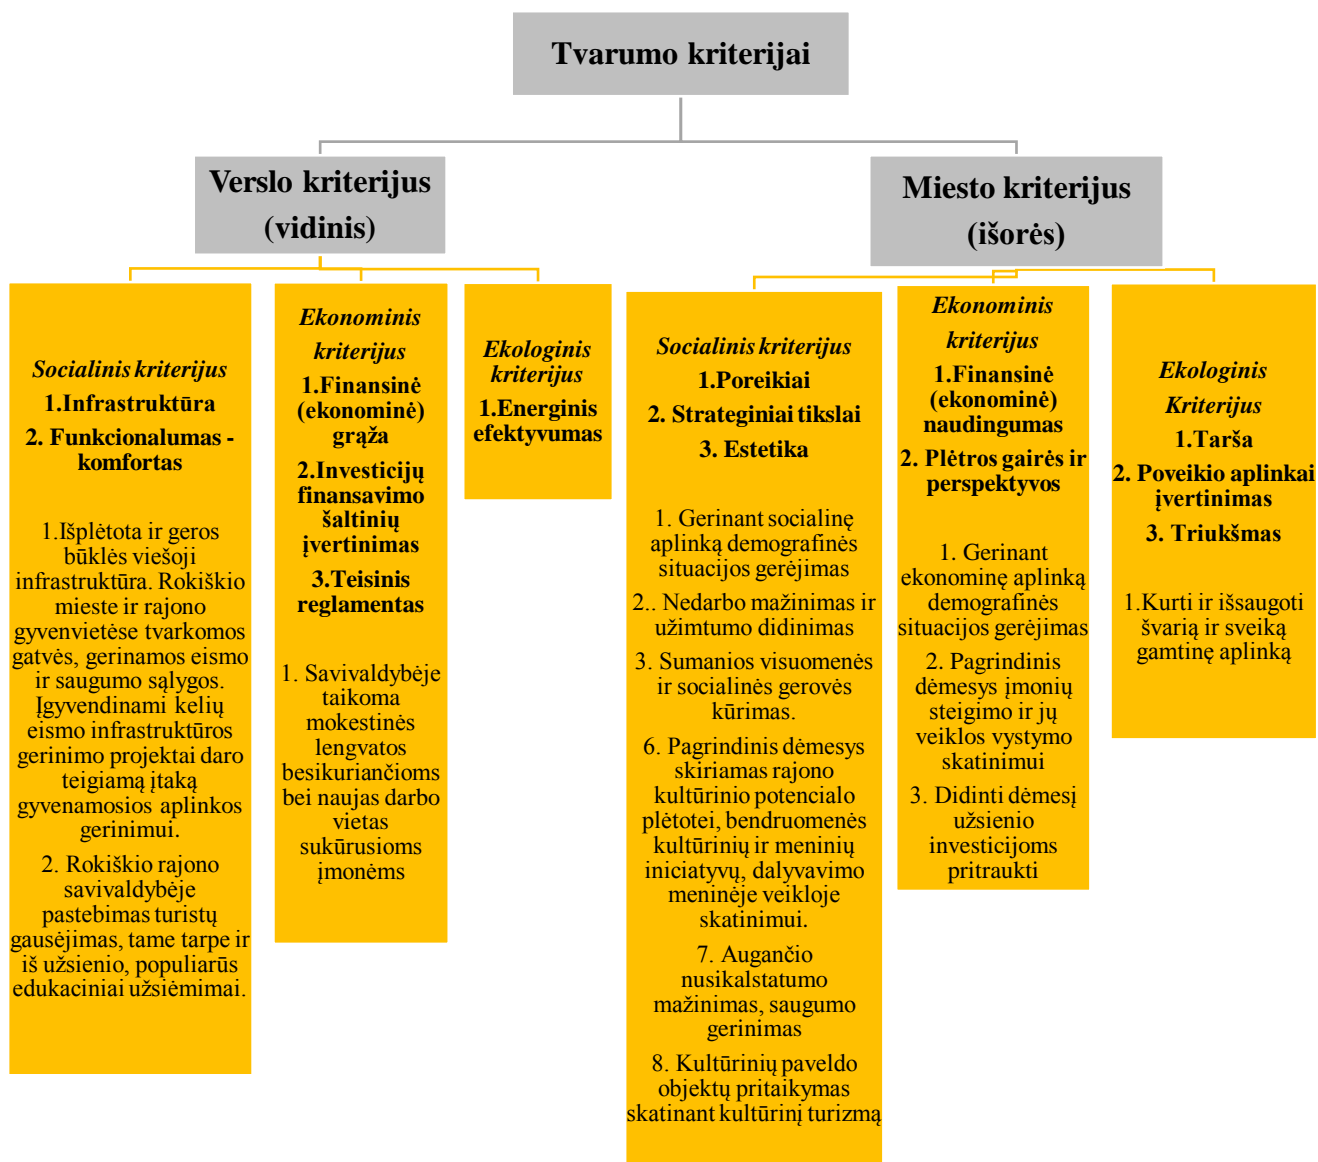 Tvarumo kriterijai
Verslo kriterijus
(vidinis)
Miesto kriterijus
(išorės)
Socialinis kriterijus
1.Infrastruktūra
2. Funkcionalumas -
komfortas
1.Išplėtota ir geros
būklės viešoji
infrastruktūra. Rokiškio
mieste ir rajono
gyvenvietėse tvarkomos
gatvės, gerinamos eismo
ir saugumo sąlygos.
Įgyvendinami kelių
eismo infrastruktūros
gerinimo projektai daro
teigiamą įtaką
gyvenamosios aplinkos
gerinimui.
2. Rokiškio rajono
savivaldybėje
pastebimas turistų
gausėjimas, tame tarpe ir
iš užsienio, populiarūs
edukaciniai užsiėmimai.
Ekonominis
kriterijus
1.Finansinė
(ekonominė)
grąža
2.Investicijų
finansavimo
šaltinių
įvertinimas
3.Teisinis
reglamentas
1. Savivaldybėje
taikoma
mokestinės
lengvatos
besikuriančioms
bei naujas darbo
vietas
sukūrusioms
įmonėms
Ekologinis
kriterijus
1.Energinis
efektyvumas
Socialinis kriterijus
1.Poreikiai
2. Strateginiai tikslai
3. Estetika
1. Gerinant socialinę
aplinką demografinės
situacijos gerėjimas
2.. Nedarbo mažinimas ir
užimtumo didinimas
3. Sumanios visuomenės
ir socialinės gerovės
kūrimas.
6. Pagrindinis dėmesys
skiriamas rajono
kultūrinio potencialo
plėtotei, bendruomenės
kultūrinių ir meninių
iniciatyvų, dalyvavimo
meninėje veikloje
skatinimui.
7. Augančio
nusikalstatumo
mažinimas, saugumo
gerinimas
8. Kultūrinių paveldo
objektų pritaikymas
skatinant kultūrinį turizmą
Ekonominis
kriterijus
1.Finansinė
(ekonominė)
naudingumas
2. Plėtros gairės ir
perspektyvos
1. Gerinant
ekonominę aplinką
demografinės
situacijos gerėjimas
2. Pagrindinis
dėmesys įmonių
steigimo ir jų
veiklos vystymo
skatinimui
3. Didinti dėmesį
užsienio
investicijoms
pritraukti
Ekologinis
Kriterijus
1.Tarša
2. Poveikio aplinkai
įvertinimas
3. Triukšmas
1.Kurti ir išsaugoti
švarią ir sveiką
gamtinę aplinką